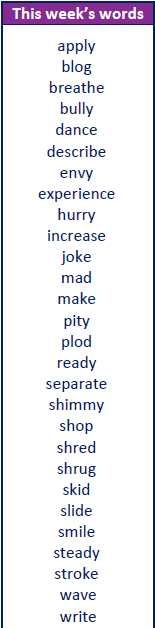 This week's words
apply
blog
breathe
bully
dance
describe
envy
experience
hurry
increase
joke
mad
make
pity
plod
ready
separate
shimmy
shop
shred
shrug
skid
slide
smile
steady
stroke
wave
write